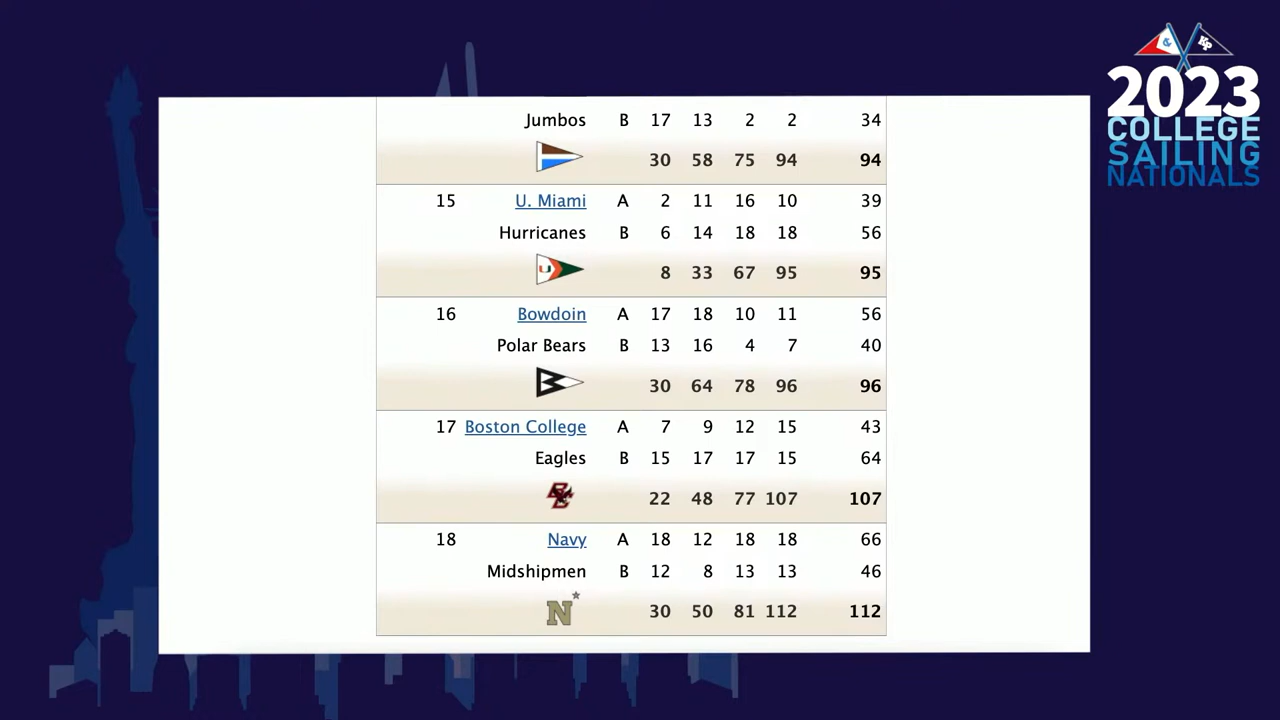 KP
2023
COLLEGE
SAILING
NATIONALS
Jumbos B 17 13 2 2 34
30 58 75 94 94
15 U. Miami A 2 11 16 10 39
Hurricanes B 6 14 18 18 56
U 8 33 67 95 95
16 Bowdoin A 17 18 10 11 56
Polar Bears B 13 16 4 7 40
B 30 64 78 96 96
17 Boston College A 7 9 12 15 43
Eagles B 15 17 17 15 64
BC 22 48 77 107 107
18 Navy A 18 12 18 18 66
Midshipmen B 12 8 13 13 46
N 30 50 81 112 112